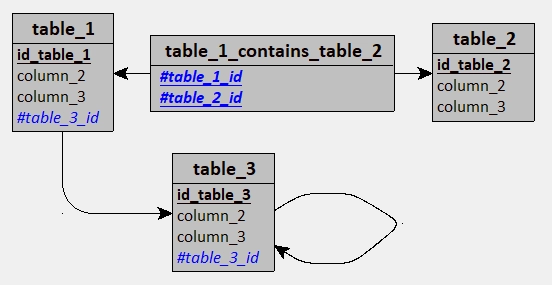 table_1
id_table_1
column_2
column_3
#table_3_id
table_1_contains_table_2
#table_1_id
#table_2_id
table_2
id_table_2
column_2
column_3
table_3
id_table_3
column_2
column_3
#table_3_id